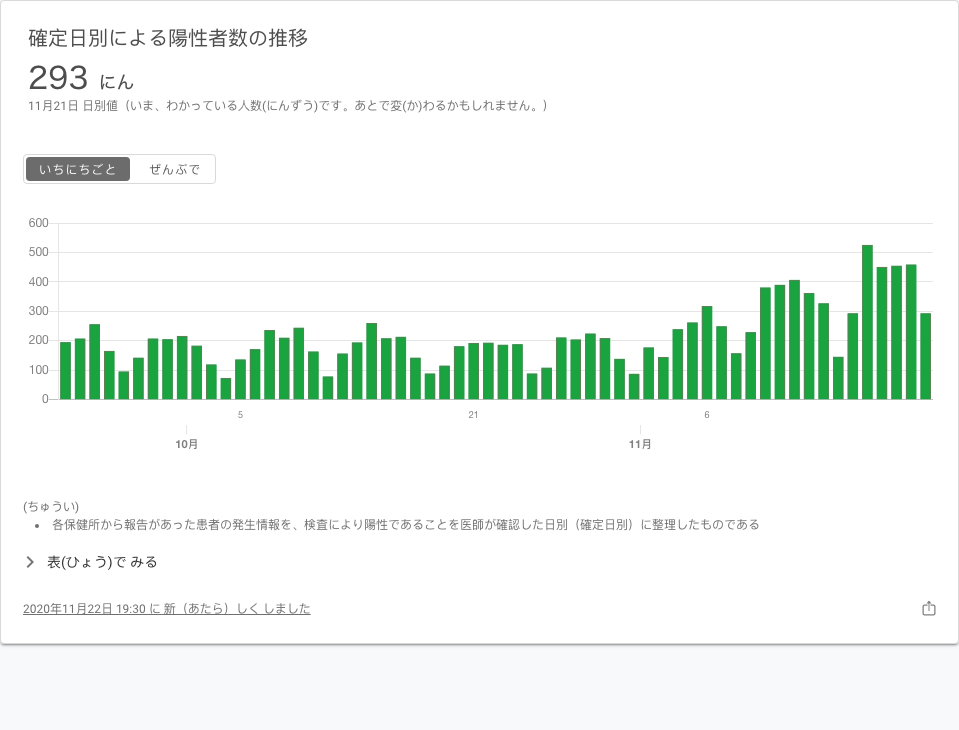 確定日別による陽性者数の推移
293 にん
11月21日 日別値（いま、わかっている人数(にんずう)です。あとで変(か)わるかもしれません。）
いちにちごと ぜんぶで
600
500
400
300
200
100
0
5 21 6
10月 11月
(ちゅうい)
• 各保健所から報告があった患者の発生情報を、検査により陽性であることを医師が確認した日別（確定日別）に整理したものである
表(ひょう)で みる
2020年11月22日 19:30 に 新（あたら）しく しました